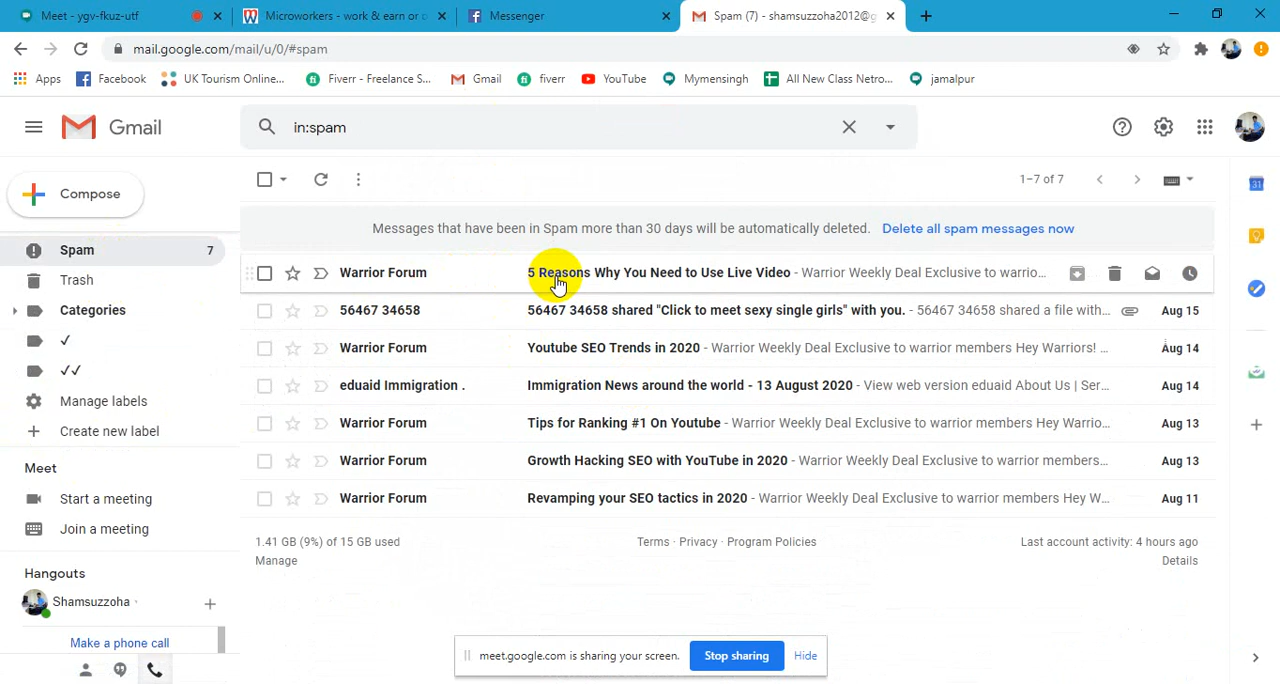 Meet - ygv-fkuz-utf
Microworkers - work & earn or o
Messenger
Spam (7) - shamsuzzoha2012@g
mail.google.com/mail/u/0/#spam
Apps Facebook UK Tourism Online... Fiverr - Freelance S... Gmail fiverr YouTube Mymensingh All New Class Netro... jamalpur
Gmail
in:spam
Compose
1–7 of 7
Messages that have been in Spam more than 30 days will be automatically deleted. Delete all spam messages now
Spam 7
Trash
Categories
Manage labels
Create new label
Warrior Forum 5 Reasons Why You Need to Use Live Video - Warrior Weekly Deal Exclusive to warrio...
56467 34658 56467 34658 shared "Click to meet sexy single girls" with you. - 56467 34658 shared a file with... Aug 15
Warrior Forum Youtube SEO Trends in 2020 - Warrior Weekly Deal Exclusive to warrior members Hey Warriors! ... Aug 14
eduaid Immigration . Immigration News around the world - 13 August 2020 - View web version eduaid About Us | Ser... Aug 14
Warrior Forum Tips for Ranking #1 On Youtube - Warrior Weekly Deal Exclusive to warrior members Hey Warrio... Aug 13
Warrior Forum Growth Hacking SEO with YouTube in 2020 - Warrior Weekly Deal Exclusive to warrior members... Aug 13
Warrior Forum Revamping your SEO tactics in 2020 - Warrior Weekly Deal Exclusive to warrior members Hey W... Aug 11
Meet
Start a meeting
Join a meeting
1.41 GB (9%) of 15 GB used
Manage
Terms · Privacy · Program Policies
Last account activity: 4 hours ago
Details
Hangouts
Shamsuzzoha
Make a phone call
meet.google.com is sharing your screen. Stop sharing Hide
31